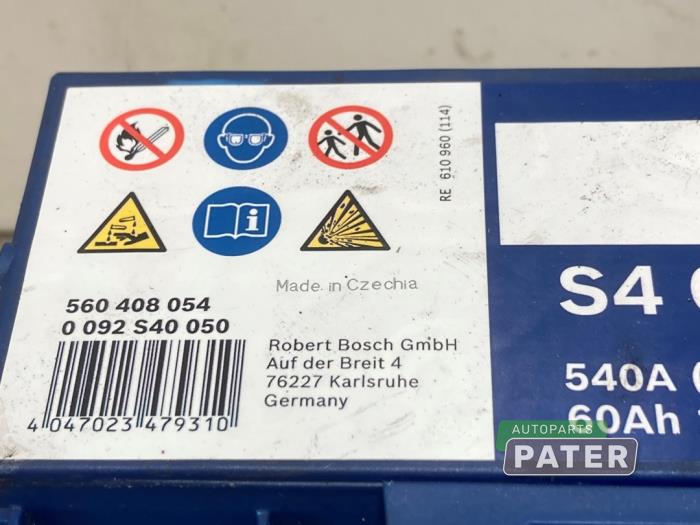 RE 610 960 (114)
Made in Czechia
560 408 054
0 092 S40 050
4 047023 479310
Robert Bosch GmbH
Auf der Breit 4
76227 Karlsruhe
Germany
S4
540A
60Ah
AUTOPARTS
PATER